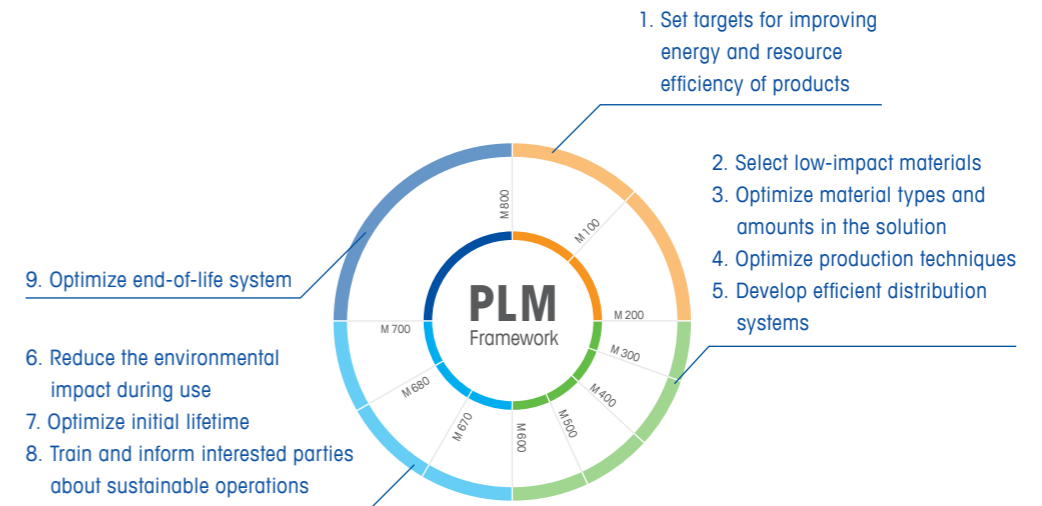 1. Set targets for improving
energy and resource
efficiency of products
2. Select low-impact materials
3. Optimize material types and
amounts in the solution
4. Optimize production techniques
5. Develop efficient distribution
systems
6. Reduce the environmental
impact during use
7. Optimize initial lifetime
8. Train and inform interested parties
about sustainable operations
9. Optimize end-of-life system
PLM
Framework
M 100
M 200
M 300
M 400
M 500
M 600
M 670
M 680
M 700
M 800